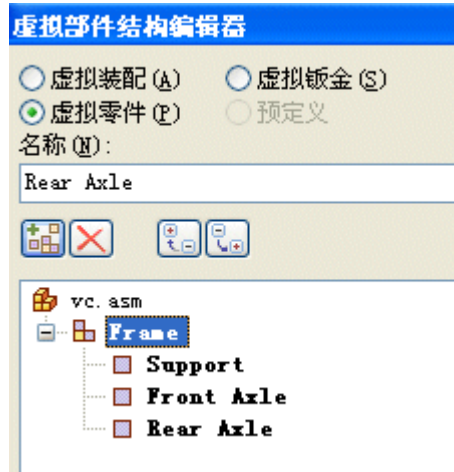 虚拟部件结构编辑器
虚拟装配(A) 虚拟钣金(S)
虚拟零件(P) 预定义
名称(N):
Rear Axle
vc.asm
Frame
Support
Front Axle
Rear Axle